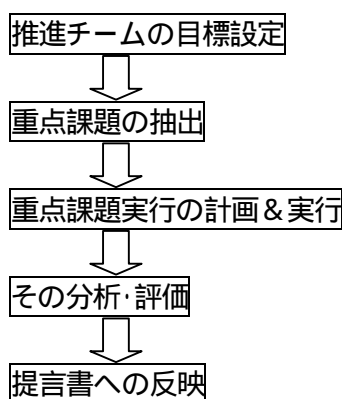 推進チームの目標設定
重点課題の抽出
重点課題実行の計画＆実行
その分析･評価
提言書への反映